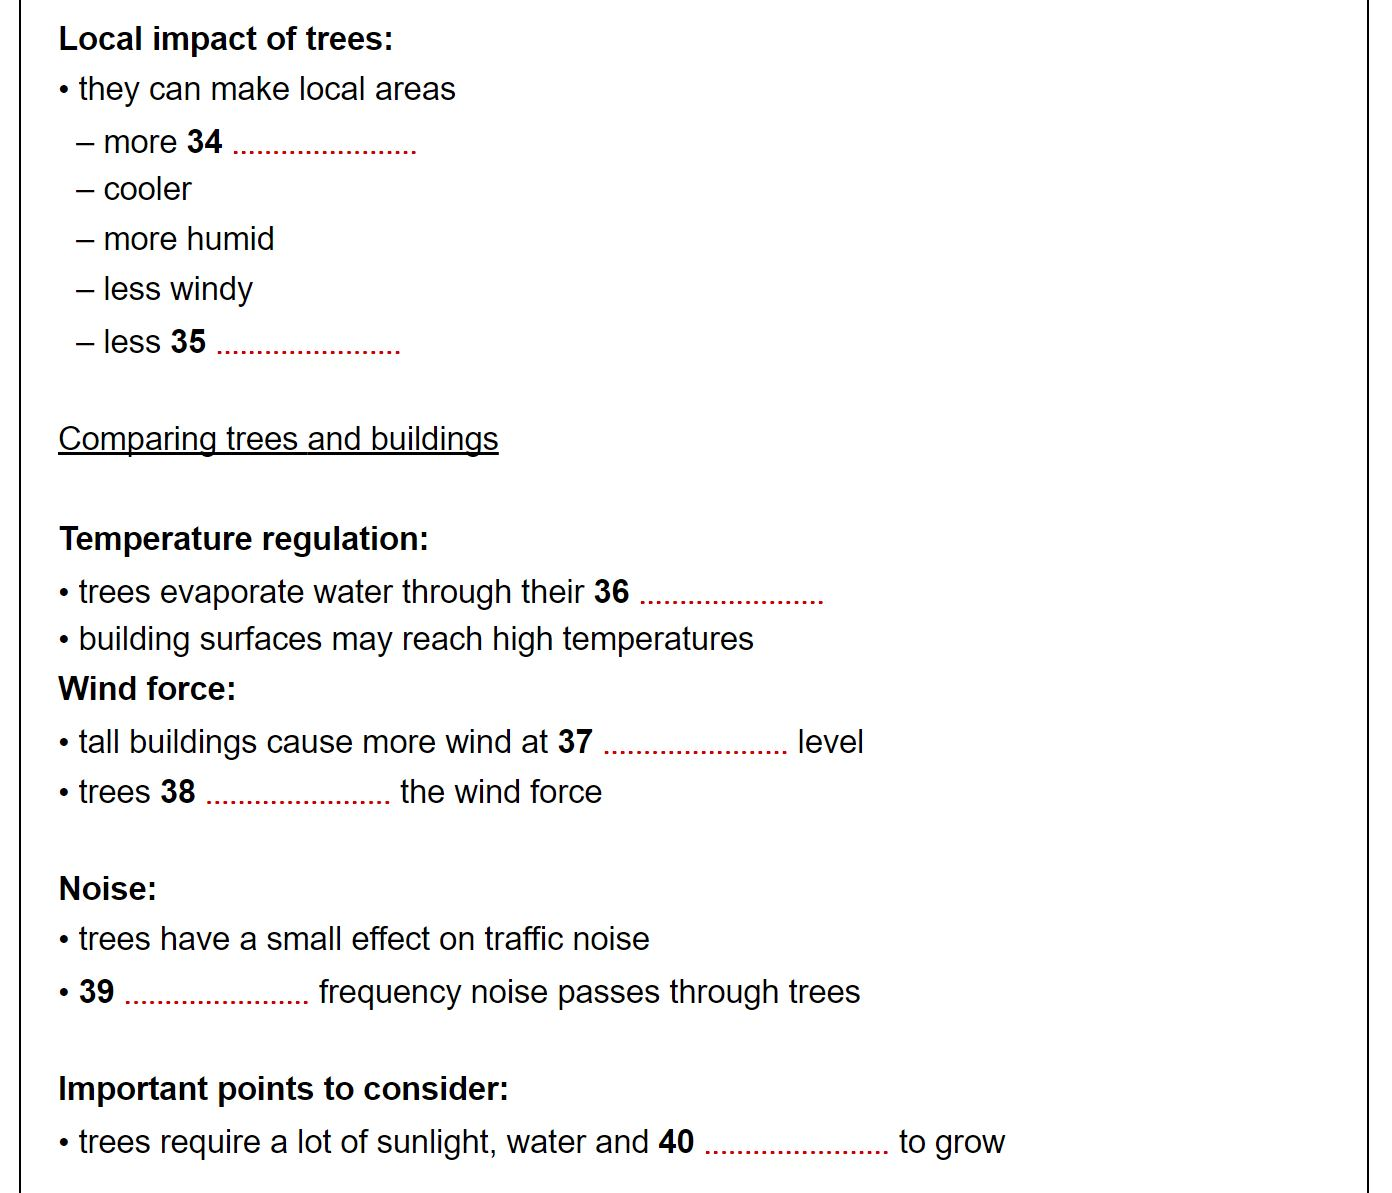 Local impact of trees:
• they can make local areas
– more 34 .......................
– cooler
– more humid
– less windy
– less 35 .......................
Comparing trees and buildings
Temperature regulation:
• trees evaporate water through their 36 .......................
• building surfaces may reach high temperatures
Wind force:
• tall buildings cause more wind at 37 ....................... level
• trees 38 ....................... the wind force
Noise:
• trees have a small effect on traffic noise
• 39 ....................... frequency noise passes through trees
Important points to consider:
• trees require a lot of sunlight, water and 40 ....................... to grow